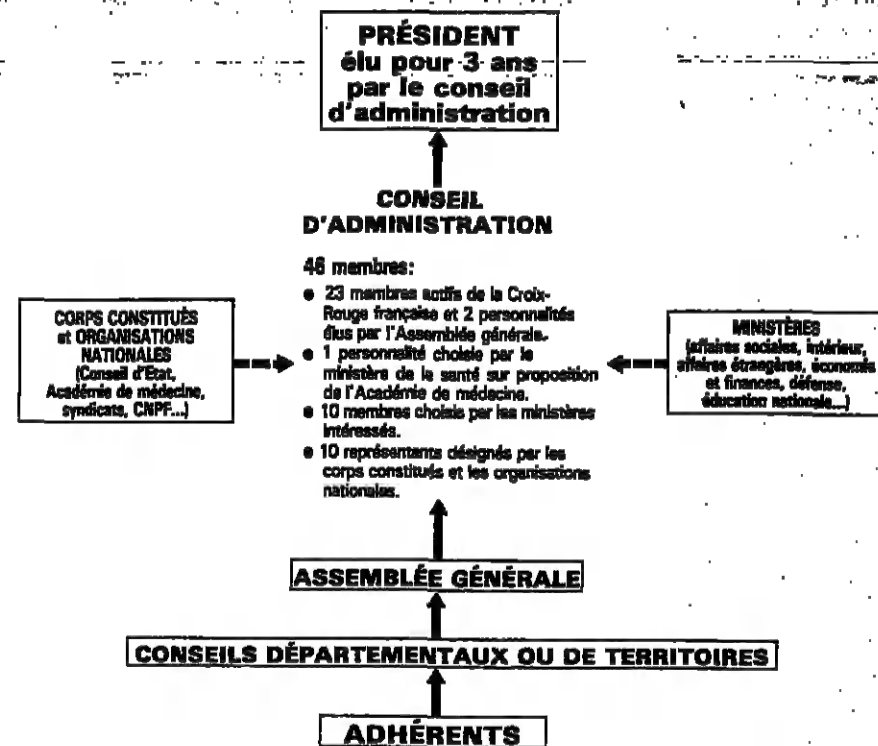 PRÉSIDENT
élu pour 3 ans
par le conseil
d'administration
CONSEIL
D'ADMINISTRATION
46 membres:
● 23 membres actifs de la Croix-
Rouge française et 2 personnalités
élus par l'Assemblée générale.
● 1 personnalité choisie par le
ministère de la santé sur proposition
de l'Académie de médecine.
● 10 membres choisis par les ministères
intéressés.
● 10 représentants désignés par les
corps constitués et les organisations
nationales.
CORPS CONSTITUÉS
et ORGANISATIONS
NATIONALES
(Conseil d'Etat,
Académie de médecine,
syndicats, CNPF...)
MINISTÈRES
(affaires sociales, intérieur,
affaires étrangères, économie
et finances, défense,
éducation nationale...)
ASSEMBLÉE GÉNÉRALE
CONSEILS DÉPARTEMENTAUX OU DE TERRITOIRES
ADHÉRENTS